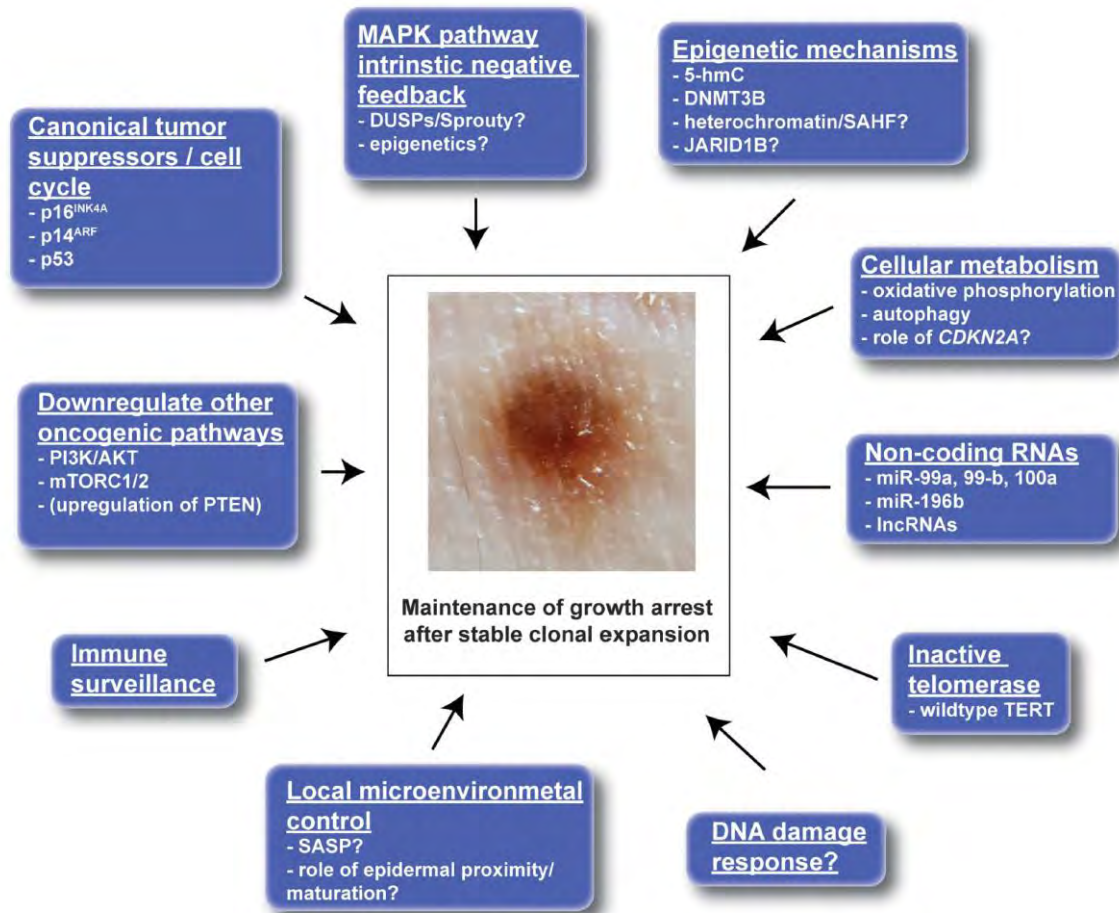 MAPK pathway
intrinstic negative
feedback
- DUSPs/Sprouty?
- epigenetics?
Epigenetic mechanisms
- 5-hmC
- DNMT3B
- heterochromatin/SAHF?
- JARID1B?
Canonical tumor
suppressors / cell
cycle
- p16INK4A
- p14ARF
- p53
Cellular metabolism
- oxidative phosphorylation
- autophagy
- role of CDKN2A?
Downregulate other
oncogenic pathways
- PI3K/AKT
- mTORC1/2
- (upregulation of PTEN)
Non-coding RNAs
- miR-99a, 99-b, 100a
- miR-196b
- lncRNAs
Maintenance of growth arrest
after stable clonal expansion
Immune
surveillance
Inactive
telomerase
- wildtype TERT
Local microenvironmetal
control
- SASP?
- role of epidermal proximity/
maturation?
DNA damage
response?